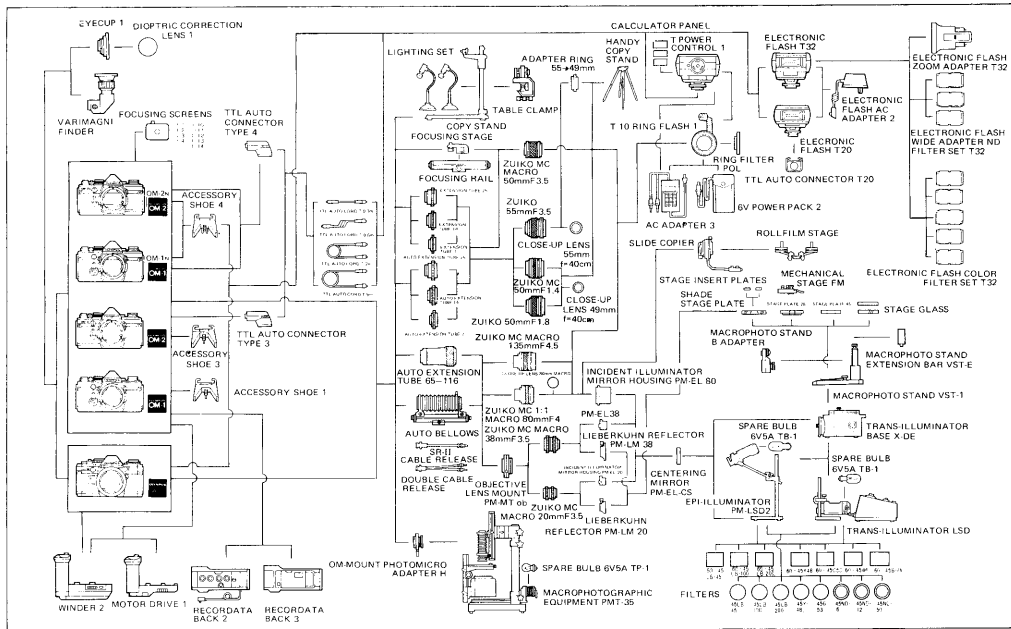 EYECUP 1
DIOPTRIC CORRECTION
LENS 1
VARIMAGNI
FINDER
FOCUSING SCREENS
TTL AUTO
CONNECTOR
TYPE 4
OM-2N
OM 2
ACCESSORY
SHOE 4
OM-1N
OM-1
OM-2
TTL AUTO CONNECTOR
TYPE 3
ACCESSORY
SHOE 3
OM-1
ACCESSORY SHOE 1
WINDER 2
MOTOR DRIVE 1
RECORDATA
BACK 2
RECORDATA
BACK 3
LIGHTING SET
TABLE CLAMP
COPY STAND
FOCUSING STAGE
FOCUSING RAIL
ADAPTER RING
55→49mm
HANDY
COPY
STAND
ZUIKO MC
MACRO
50mmF3.5
ZUIKO
55mmF3.5
CLOSE-UP LENS
55mm
f=40cm
ZUIKO MC
50mmF1.4
CLOSE-UP
LENS 49mm
f=40cm
ZUIKO 50mmF1.8
ZUIKO MC MACRO
135mmF4.5
AUTO EXTENSION
TUBE 65-116
ZUIKO MC 1:1
MACRO 80mmF4
AUTO BELLOWS
ZUIKO MC MACRO
38mmF3.5
SR-II
CABLE RELEASE
DOUBLE CABLE
RELEASE
OBJECTIVE
LENS MOUNT
PM-MT ob
ZUIKO MC
MACRO 20mmF3.5
INCIDENT ILLUMINATOR
MIRROR HOUSING PM-EL 80
PM-EL38
LIEBERKUHN REFLECTOR
PM-LM 38
INCIDENT ILLUMINATOR
MIRROR HOUSING PM-EL 20
LIEBERKUHN
REFLECTOR PM-LM 20
CENTERING
MIRROR
PM-EL-CS
OM-MOUNT PHOTOMICRO
ADAPTER H
SPARE BULB 6V5A TP-1
MACROPHOTOGRAPHIC
EQUIPMENT PMT-35
CALCULATOR PANEL
T POWER
CONTROL 1
ELECTRONIC
FLASH T32
ELECTRONIC FLASH
ZOOM ADAPTER T32
ELECTRONIC
FLASH AC
ADAPTER 2
ELECTRONIC FLASH
WIDE ADAPTER ND
FILTER SET T32
T 10 RING FLASH 1
ELECRONIC
FLASH T20
RING FILTER
POL
TTL AUTO CONNECTOR T20
AC ADAPTER 3
6V POWER PACK 2
ELECTRONIC FLASH COLOR
FILTER SET T32
SLIDE COPIER
ROLLFILM STAGE
STAGE INSERT PLATES
MECHANICAL
STAGE FM
SHADE
STAGE PLATE
STAGE GLASS
MACROPHOTO STAND
B ADAPTER
MACROPHOTO STAND
EXTENSION BAR VST-E
MACROPHOTO STAND VST-1
SPARE BULB
6V5A TB-1
TRANS-ILLUMINATOR
BASE X-DE
SPARE BULB
6V5A TB-1
EPI-ILLUMINATOR
PM-LSD2
TRANS-ILLUMINATOR LSD
FILTERS